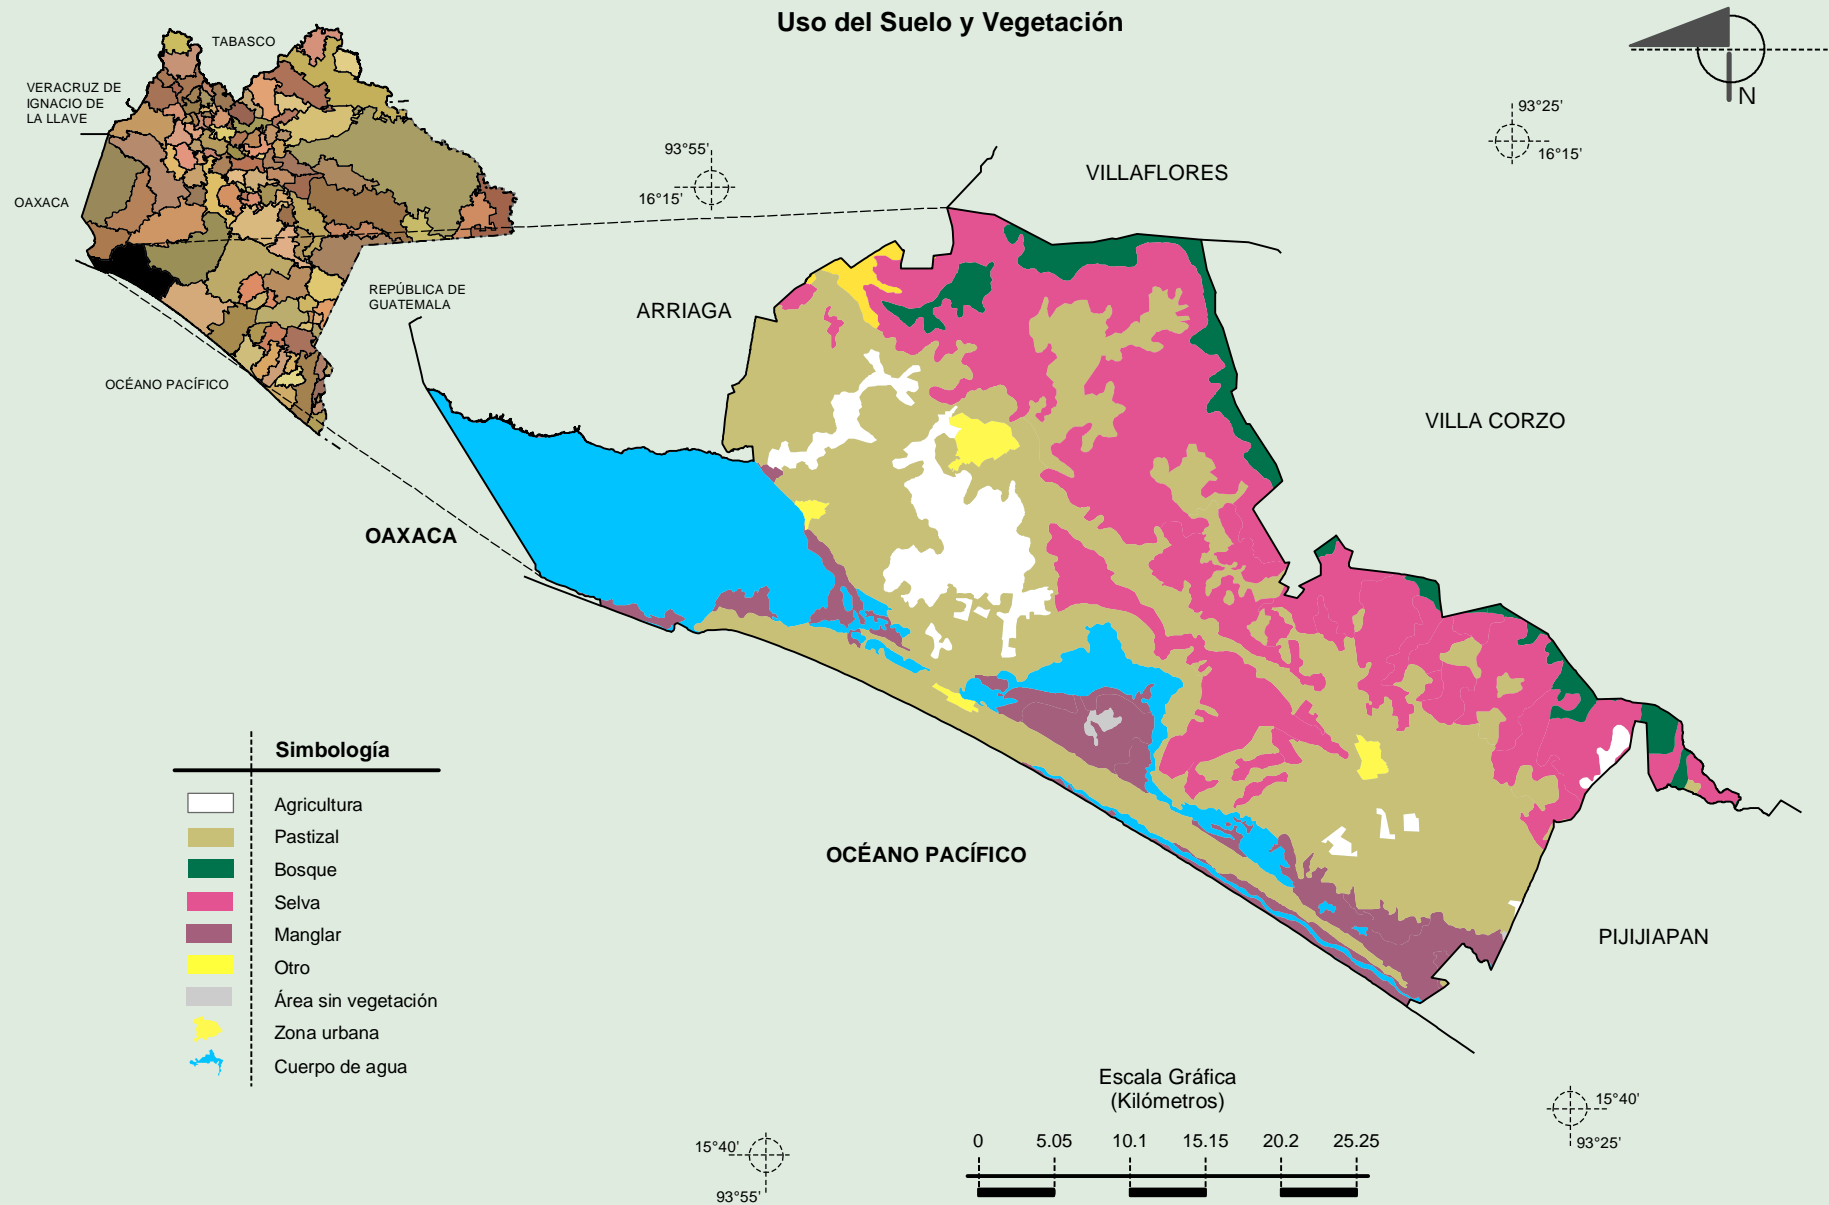 Uso del Suelo y Vegetación
N
TABASCO
VERACRUZ DE
IGNACIO DE
LA LLAVE
OAXACA
REPÚBLICA DE
GUATEMALA
OCÉANO PACÍFICO
93°55'
16°15'
93°25'
16°15'
VILLAFLORES
ARRIAGA
VILLA CORZO
OAXACA
OCÉANO PACÍFICO
PIJIJIAPAN
Simbología
Agricultura
Pastizal
Bosque
Selva
Manglar
Otro
Área sin vegetación
Zona urbana
Cuerpo de agua
Escala Gráfica
(Kilómetros)
0 5.05 10.1 15.15 20.2 25.25
15°40'
93°55'
15°40'
93°25'